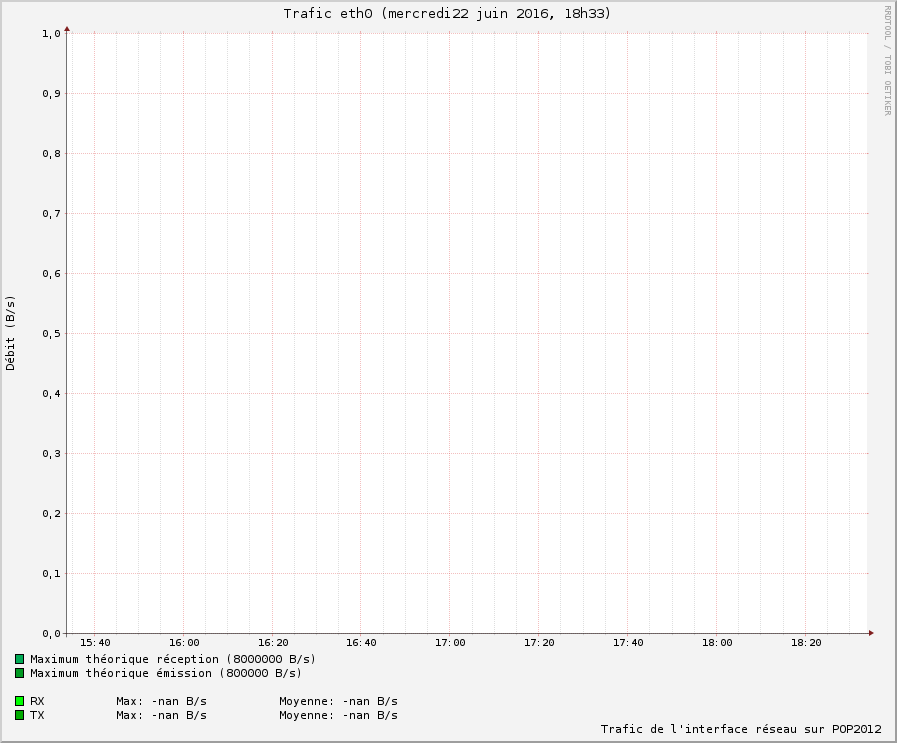 Trafic eth0 (mercredi22 juin 2016, 18h33)
RRDTOOL / TOBI OETIKER
Débit (B/s)
1,0
0,9
0,8
0,7
0,6
0,5
0,4
0,3
0,2
0,1
0,0
15:40 16:00 16:20 16:40 17:00 17:20 17:40 18:00 18:20
Maximum théorique réception (8000000 B/s)
Maximum théorique émission (800000 B/s)
RX Max: -nan B/s Moyenne: -nan B/s
TX Max: -nan B/s Moyenne: -nan B/s
Trafic de l'interface réseau sur POP2012